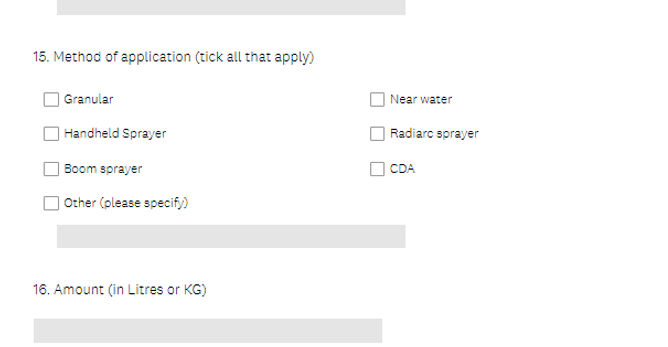 15. Method of application (tick all that apply)
Granular
Near water
Handheld Sprayer
Radiarc sprayer
Boom sprayer
CDA
Other (please specify)
16. Amount (in Litres or KG)